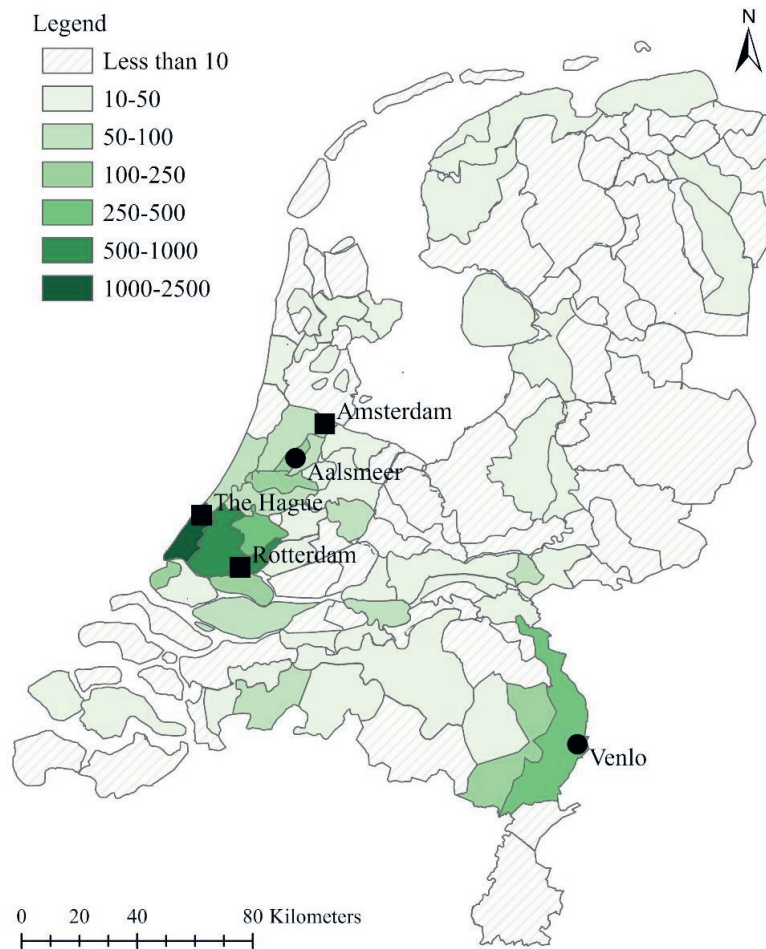 Legend
N
Less than 10
10-50
50-100
100-250
250-500
500-1000
1000-2500
Amsterdam
Aalsmeer
The Hague
Rotterdam
Venlo
0 20 40 80 Kilometers